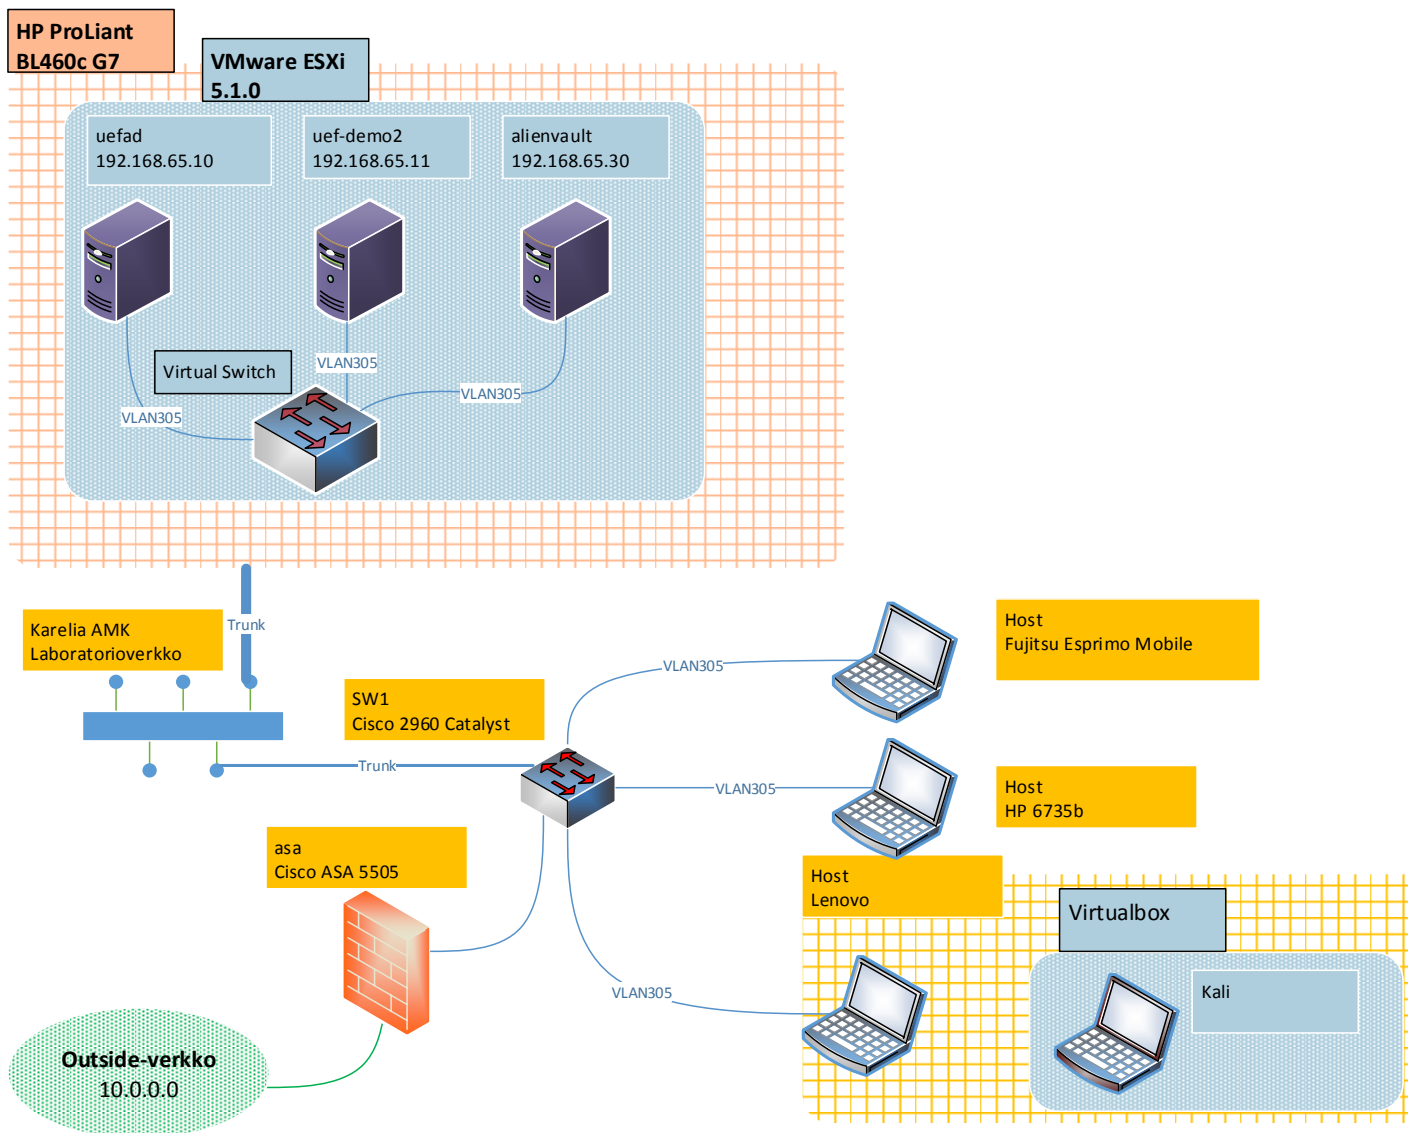 HP ProLiant
BL460c G7
VMware ESXi
5.1.0
uefad
192.168.65.10
uef-demo2
192.168.65.11
alienvault
192.168.65.30
Virtual Switch
VLAN305
VLAN305
VLAN305
Karelia AMK
Laboratorioverkko
Trunk
SW1
Cisco 2960 Catalyst
Trunk
VLAN305
Host
Fujitsu Esprimo Mobile
VLAN305
Host
HP 6735b
asa
Cisco ASA 5505
Host
Lenovo
VLAN305
Virtualbox
Kali
Outside-verkko
10.0.0.0